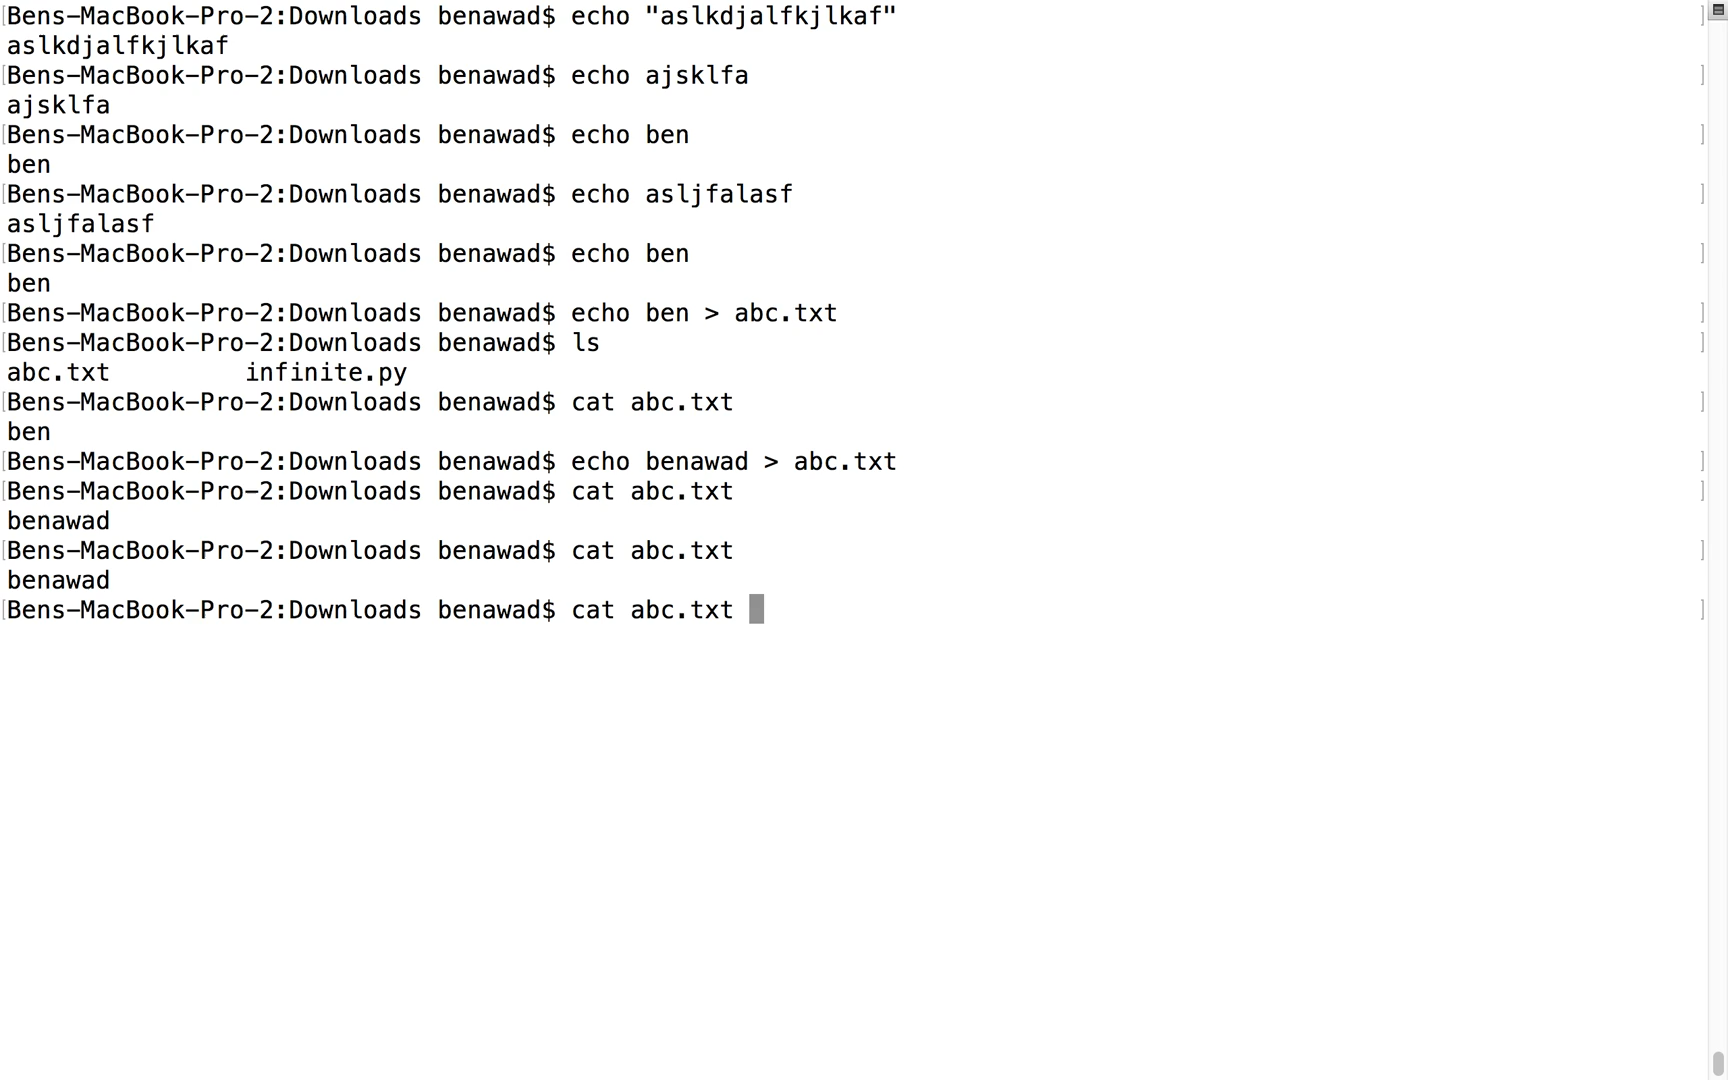 Bens-MacBook-Pro-2:Downloads benawad$ echo "aslkdjalfkjlkaf"
aslkdjalfkjlkaf
Bens-MacBook-Pro-2:Downloads benawad$ echo ajsklfa
ajsklfa
Bens-MacBook-Pro-2:Downloads benawad$ echo ben
ben
Bens-MacBook-Pro-2:Downloads benawad$ echo asljfalasf
asljfalasf
Bens-MacBook-Pro-2:Downloads benawad$ echo ben
ben
Bens-MacBook-Pro-2:Downloads benawad$ echo ben > abc.txt
Bens-MacBook-Pro-2:Downloads benawad$ ls
abc.txt         infinite.py
Bens-MacBook-Pro-2:Downloads benawad$ cat abc.txt
ben
Bens-MacBook-Pro-2:Downloads benawad$ echo benawad > abc.txt
Bens-MacBook-Pro-2:Downloads benawad$ cat abc.txt
benawad
Bens-MacBook-Pro-2:Downloads benawad$ cat abc.txt
benawad
Bens-MacBook-Pro-2:Downloads benawad$ cat abc.txt